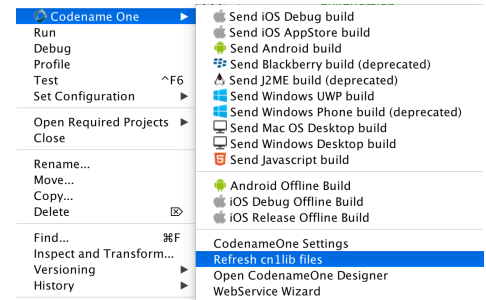 Codename One
Run
Debug
Profile
Test ^F6
Set Configuration
Open Required Projects
Close
Rename...
Move...
Copy...
Delete ⌦
Find... ⌘F
Inspect and Transform...
Versioning
History
Send iOS Debug build
Send iOS AppStore build
Send Android build
Send Blackberry build (deprecated)
Send J2ME build (deprecated)
Send Windows UWP build
Send Windows Phone build (deprecated)
Send Mac OS Desktop build
Send Windows Desktop build
Send Javascript build
Android Offline Build
iOS Debug Offline Build
iOS Release Offline Build
CodenameOne Settings
Refresh cn1lib files
Open CodenameOne Designer
WebService Wizard